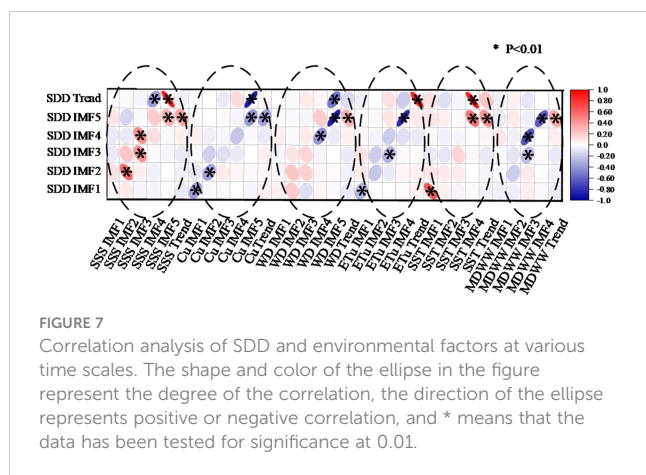 * P<0.01
SDD Trend
SDD IMF5
SDD IMF4
SDD IMF3
SDD IMF2
SDD IMF1
1.0
0.80
0.60
0.40
0.20
0.0
-0.20
-0.40
-0.60
-0.80
-1.0
SSS IMF1
SSS IMF2
SSS IMF3
SSS IMF4
SSS IMF5
SSS Trend
Cu IMF1
Cu IMF2
Cu IMF3
Cu IMF4
Cu IMF5
Cu Trend
WD IMF1
WD IMF2
WD IMF3
WD IMF4
WD IMF5
WD Trend
ETu IMF1
ETu IMF2
ETu IMF3
ETu IMF4
ETu Trend
SST IMF1
SST IMF2
SST IMF3
SST IMF4
SST Trend
MDWW IMF1
MDWW IMF2
MDWW IMF3
MDWW IMF4
MDWW Trend
FIGURE 7
Correlation analysis of SDD and environmental factors at various
time scales. The shape and color of the ellipse in the figure
represent the degree of the correlation, the direction of the ellipse
represents positive or negative correlation, and * means that the
data has been tested for significance at 0.01.